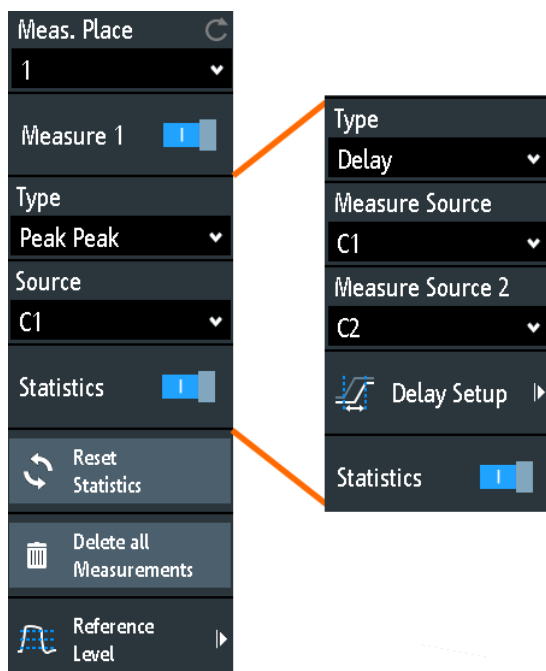 Meas. Place
1
Measure 1
Type
Peak Peak
Source
C1
Statistics
Reset
Statistics
Delete all
Measurements
Reference
Level
Type
Delay
Measure Source
C1
Measure Source 2
C2
Delay Setup
Statistics